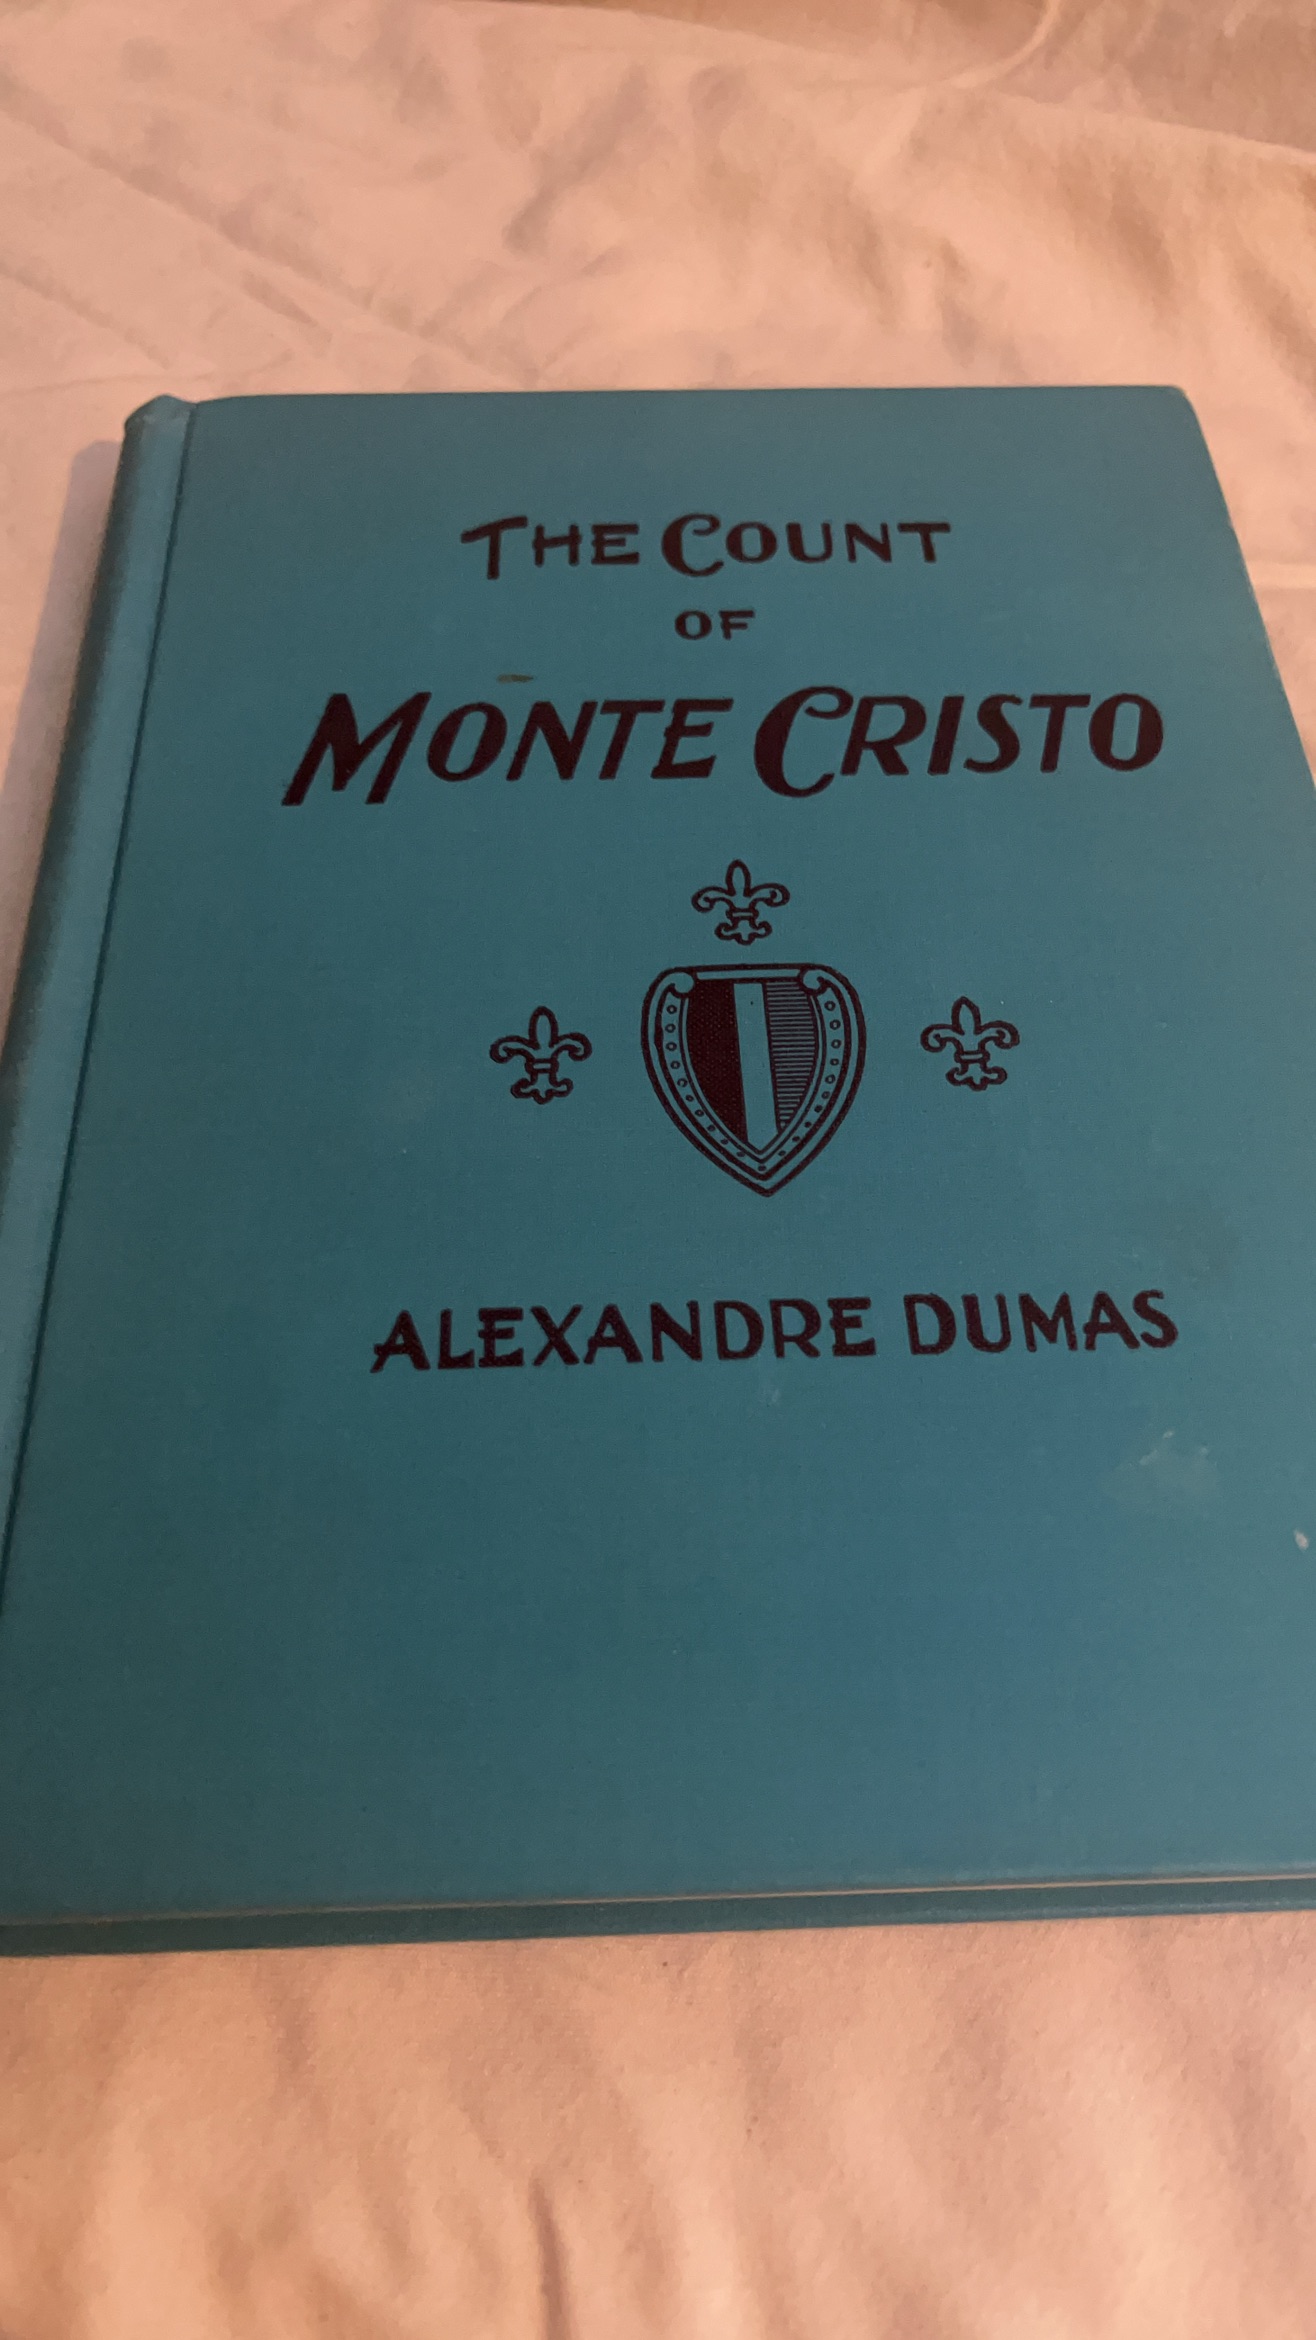 THE COUNT
OF
MONTE CRISTO
ALEXANDRE DUMAS